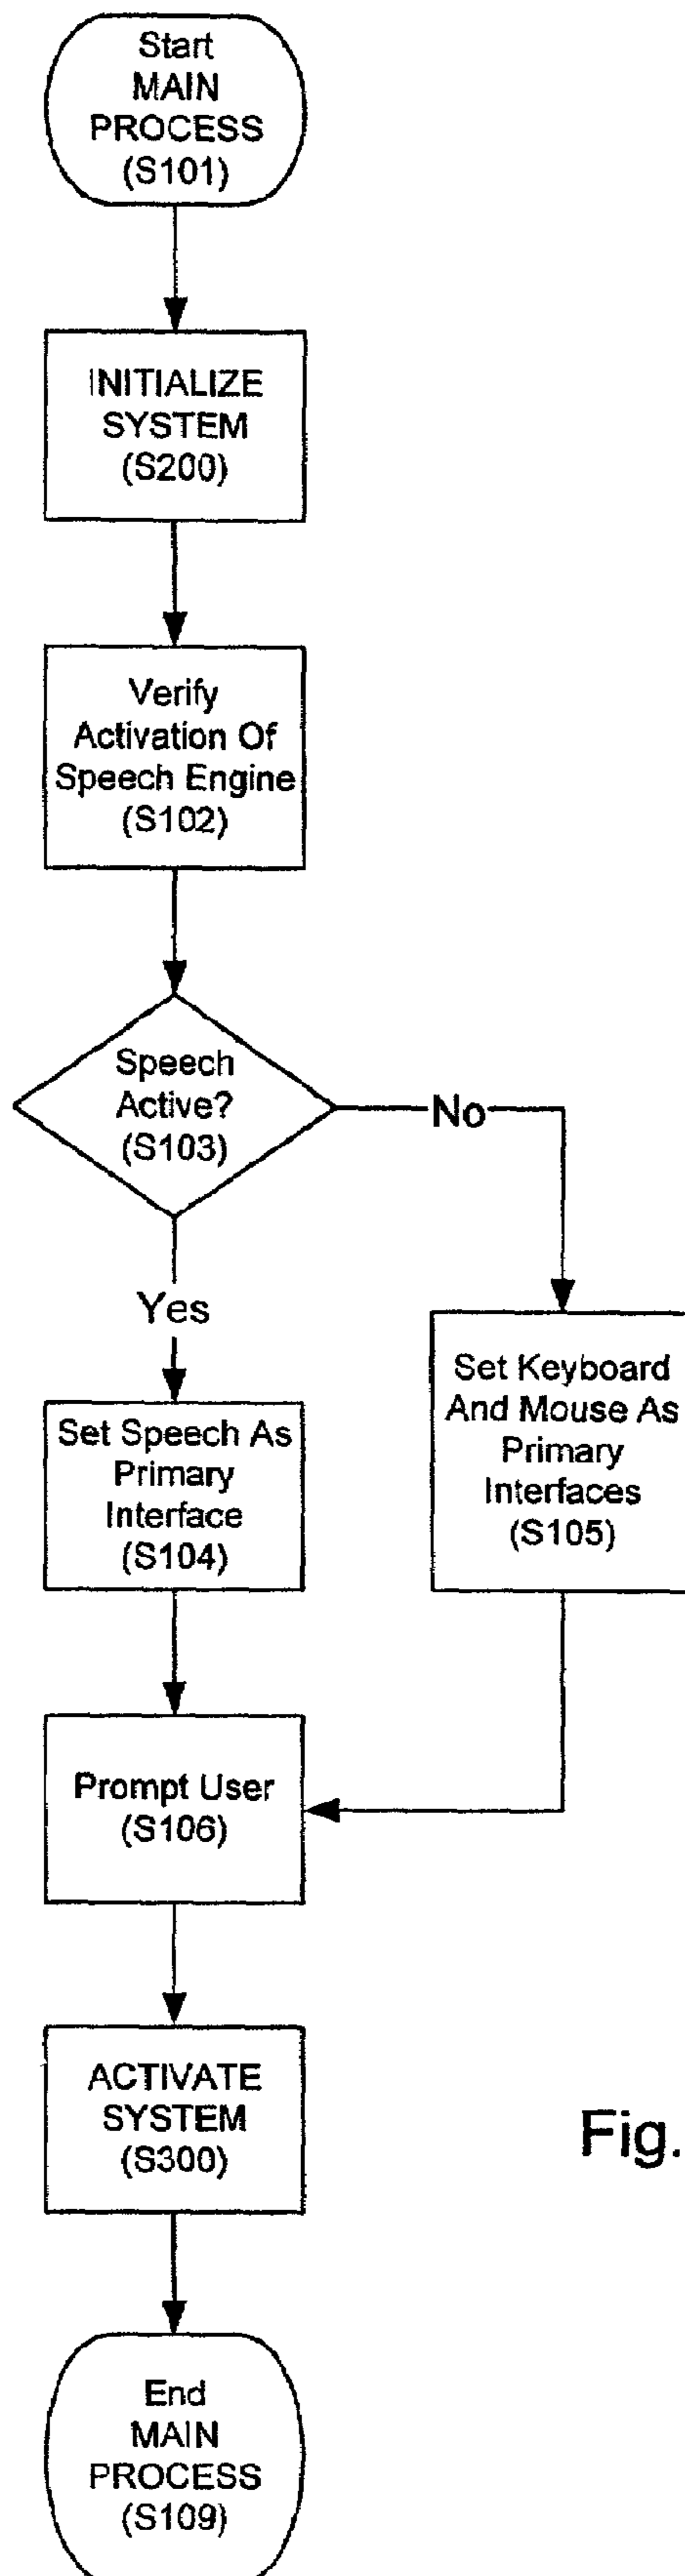 Start
MAIN
PROCESS
(S101)
INITIALIZE
SYSTEM
(S200)
Verify
Activation Of
Speech Engine
(S102)
Speech
Active?
(S103)
No
Yes
Set Keyboard
And Mouse As
Primary
Interfaces
(S105)
Set Speech As
Primary
Interface
(S104)
Prompt User
(S106)
ACTIVATE
SYSTEM
(S300)
Fig.
End
MAIN
PROCESS
(S109)